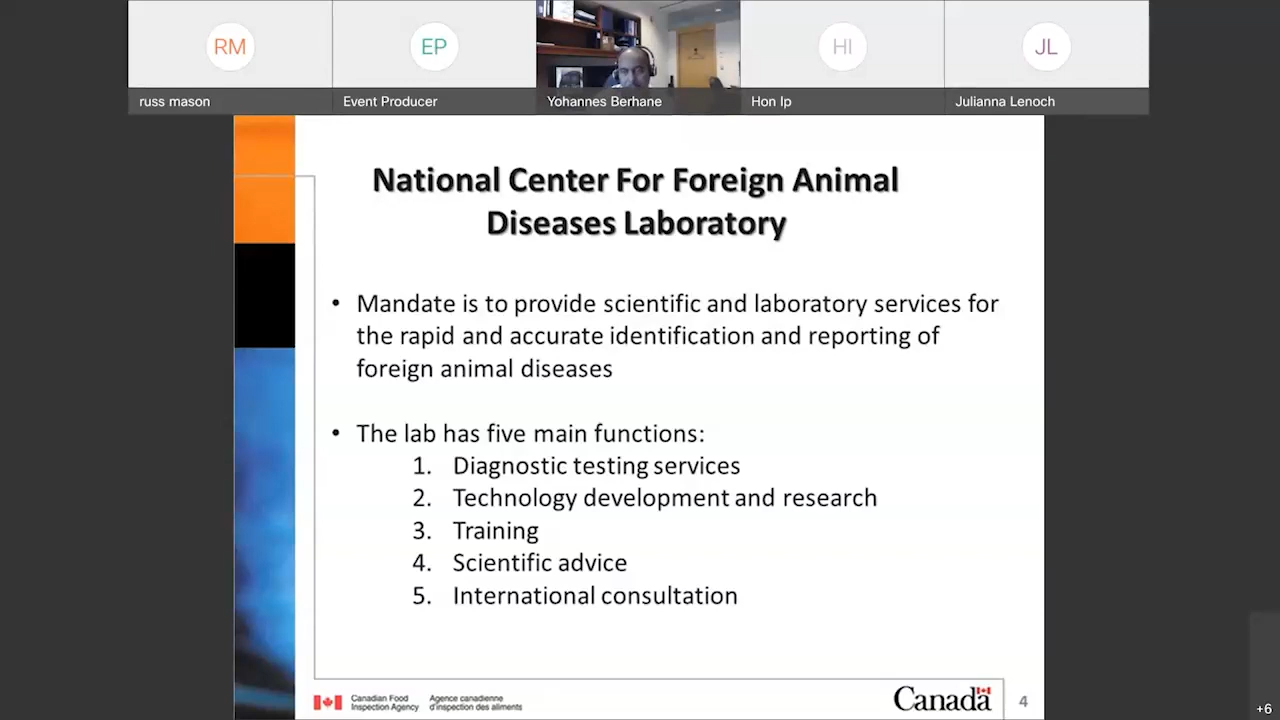 RM
EP
HI
JL
russ mason
Event Producer
Yohannes Berhane
Hon Ip
Julianna Lenoch
National Center For Foreign Animal
Diseases Laboratory
• Mandate is to provide scientific and laboratory services for
the rapid and accurate identification and reporting of
foreign animal diseases
• The lab has five main functions:
1. Diagnostic testing services
2. Technology development and research
3. Training
4. Scientific advice
5. International consultation
Canadian Food
Inspection Agency
Agence canadienne
d'inspection des aliments
Canada
4
+6